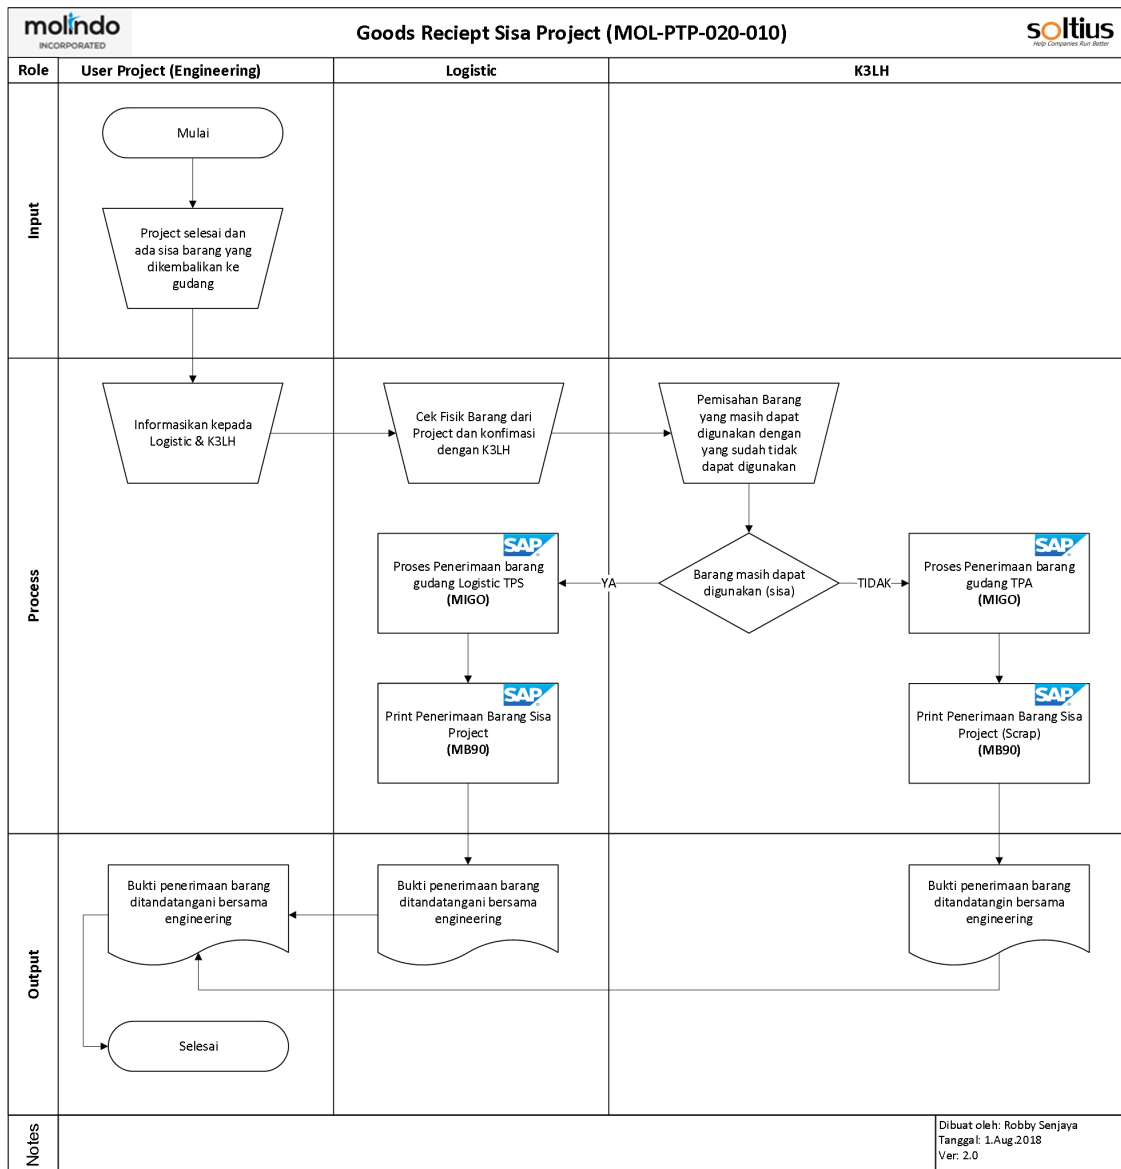 molindo
INCORPORATED
Goods Reciept Sisa Project (MOL-PTP-020-010)
soltius
Help Companies Run Better
Role
User Project (Engineering)
Logistic
K3LH
Input
Mulai
Project selesai dan
ada sisa barang yang
dikembalikan ke
gudang
Process
Informasikan kepada
Logistic & K3LH
Cek Fisik Barang dari
Project dan konfimasi
dengan K3LH
Pemisahan Barang
yang masih dapat
digunakan dengan
yang sudah tidak
dapat digunakan
SAP
Proses Penerimaan barang
gudang Logistic TPS
(MIGO)
YA
Barang masih dapat
digunakan (sisa)
TIDAK
SAP
Proses Penerimaan barang
gudang TPA
(MIGO)
SAP
Print Penerimaan Barang Sisa
Project
(MB90)
SAP
Print Penerimaan Barang Sisa
Project (Scrap)
(MB90)
Output
Bukti penerimaan barang
ditandatangani bersama
engineering
Bukti penerimaan barang
ditandatangani bersama
engineering
Bukti penerimaan barang
ditandatangin bersama
engineering
Selesai
Notes
Dibuat oleh: Robby Senjaya
Tanggal: 1.Aug.2018
Ver: 2.0